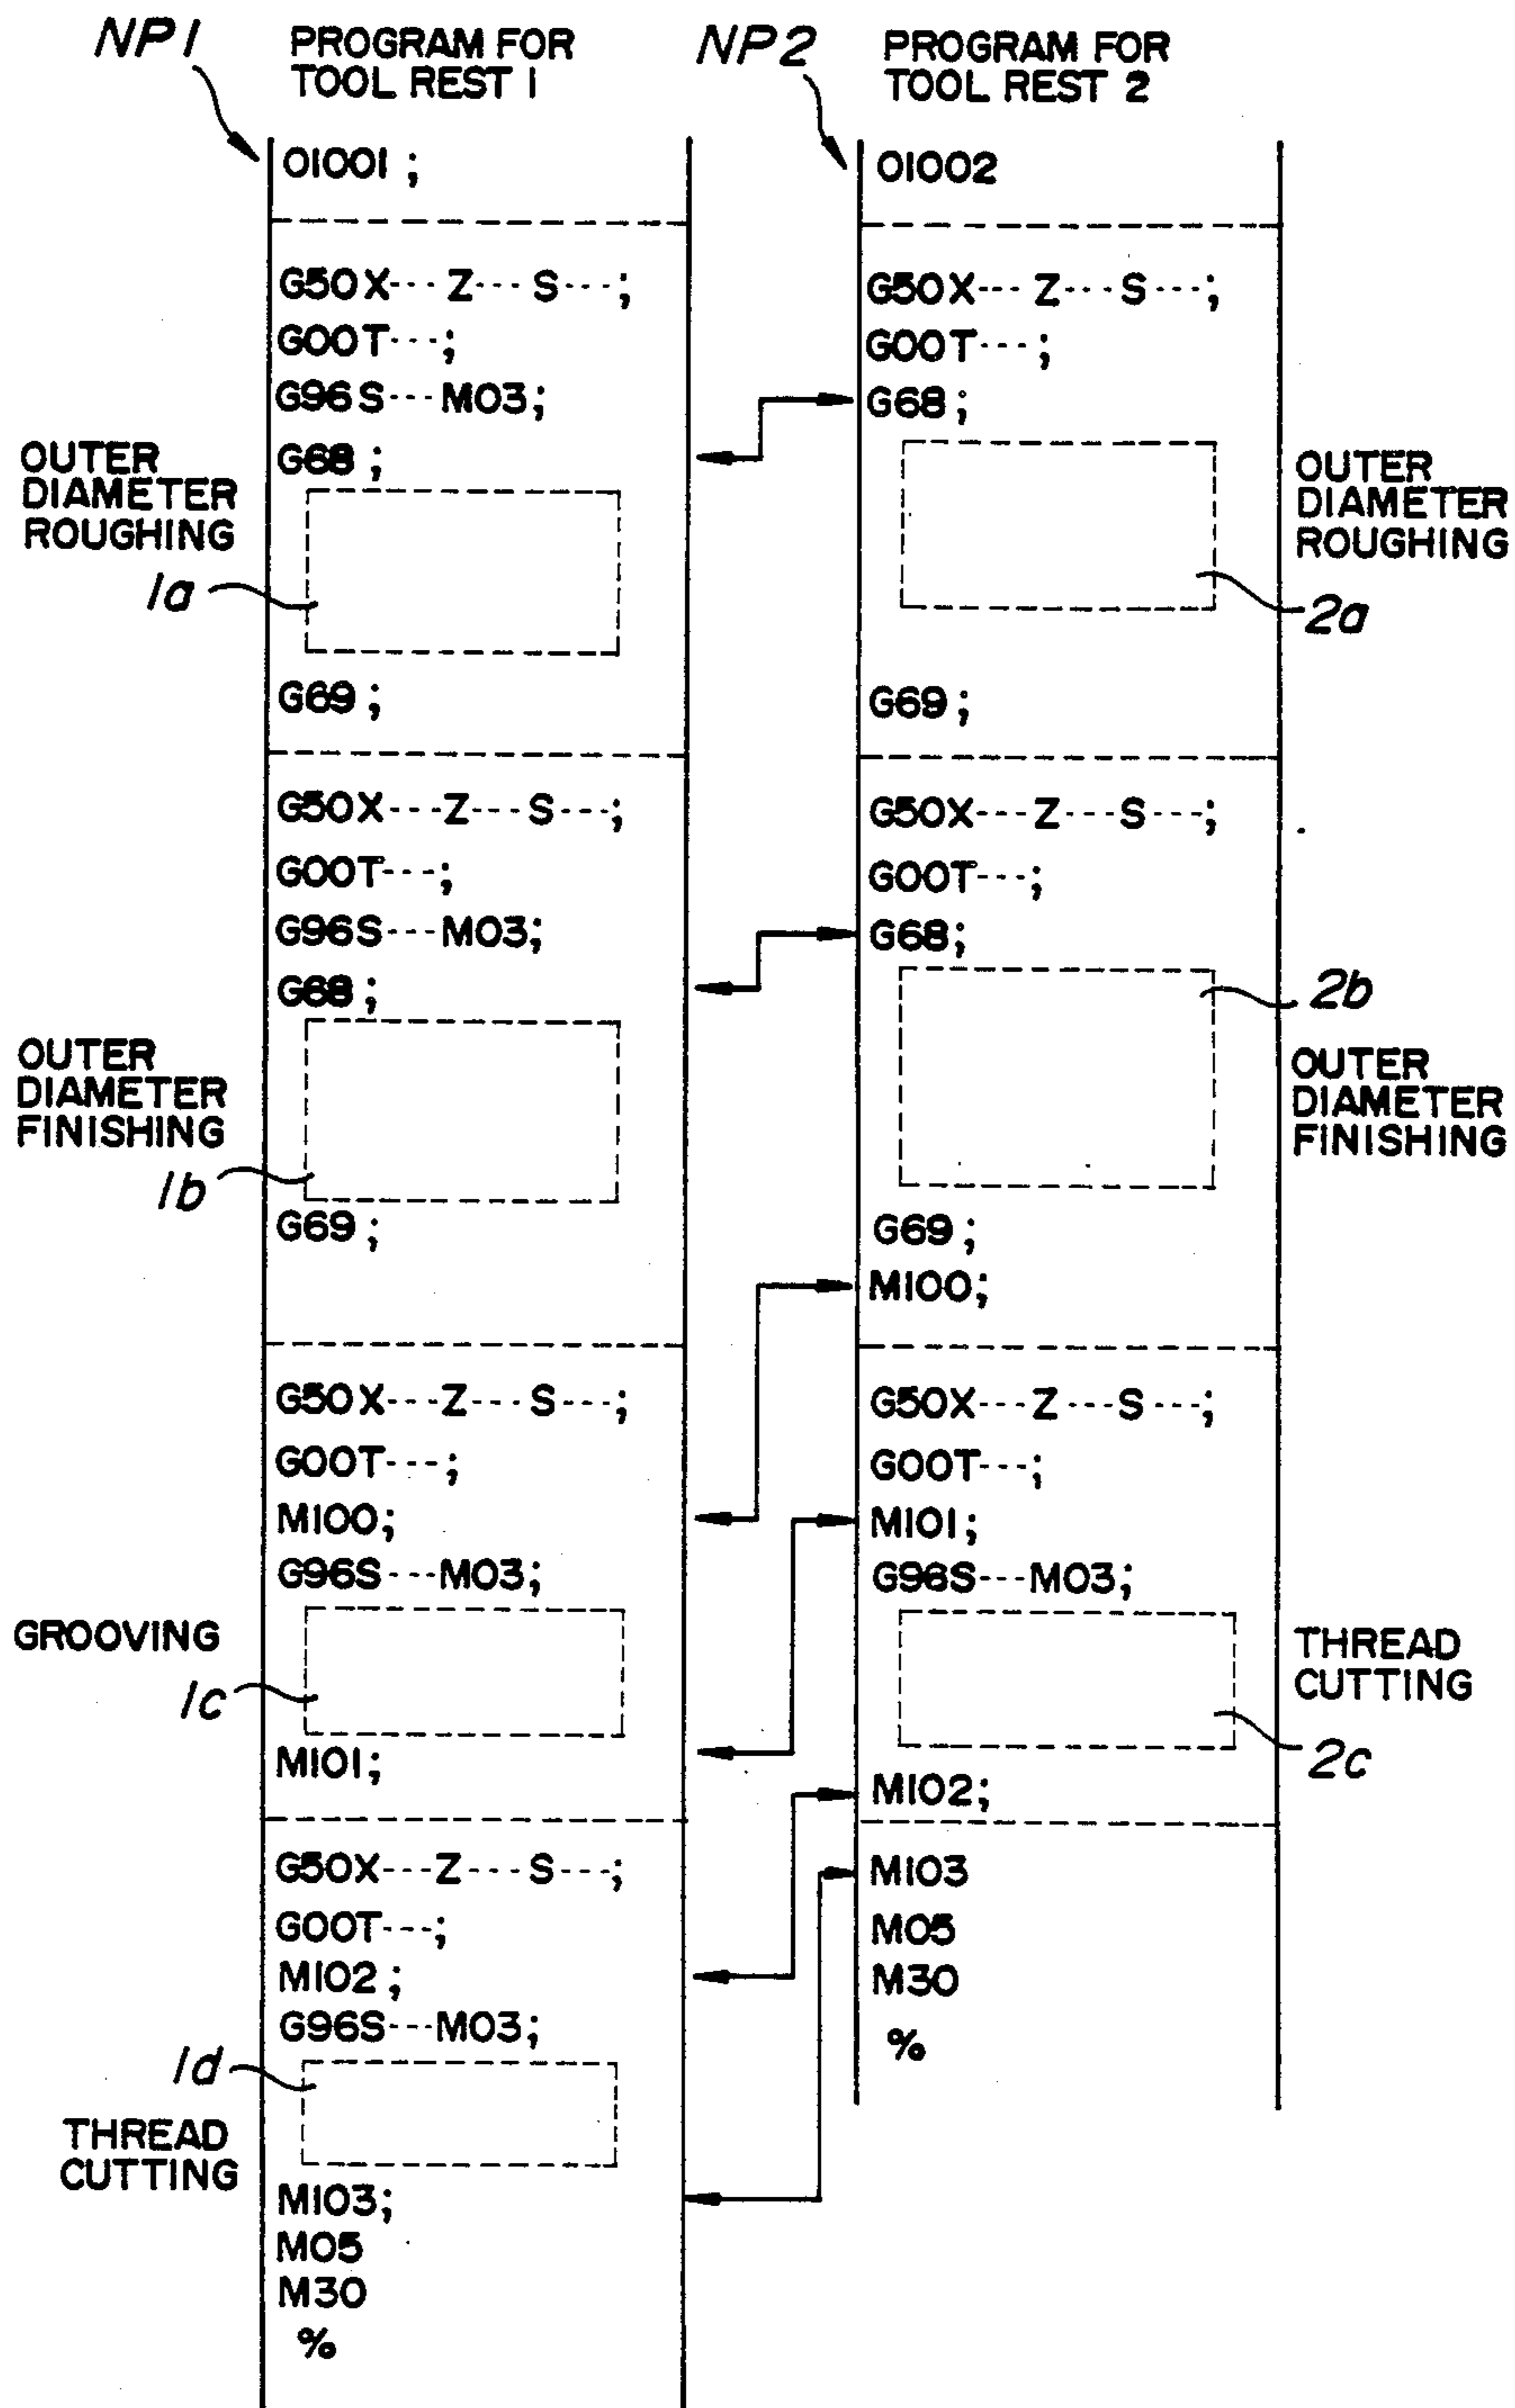 NP1
PROGRAM FOR
TOOL REST 1
O1001 ;
G50X---Z---S---;
G00T---;
G96S---M03;
G68;
OUTER
DIAMETER
ROUGHING
1a
G69;
G50X---Z---S---;
G00T---;
G96S---M03;
G68;
OUTER
DIAMETER
FINISHING
1b
G69;
G50X---Z---S---;
G00T---;
M100;
G96S---M03;
GROOVING
1c
M101;
G50X---Z---S---;
G00T---;
M102;
G96S---M03;
1d
THREAD
CUTTING
M103;
M05
M30
%
NP2
PROGRAM FOR
TOOL REST 2
O1002
G50X---Z---S---;
G00T---;
G68;
OUTER
DIAMETER
ROUGHING
2a
G69;
G50X---Z---S---;
G00T---;
G68;
2b
OUTER
DIAMETER
FINISHING
G69;
M100;
G50X---Z---S---;
G00T---;
M101;
G96S---M03;
THREAD
CUTTING
2c
M102;
M103
M05
M30
%